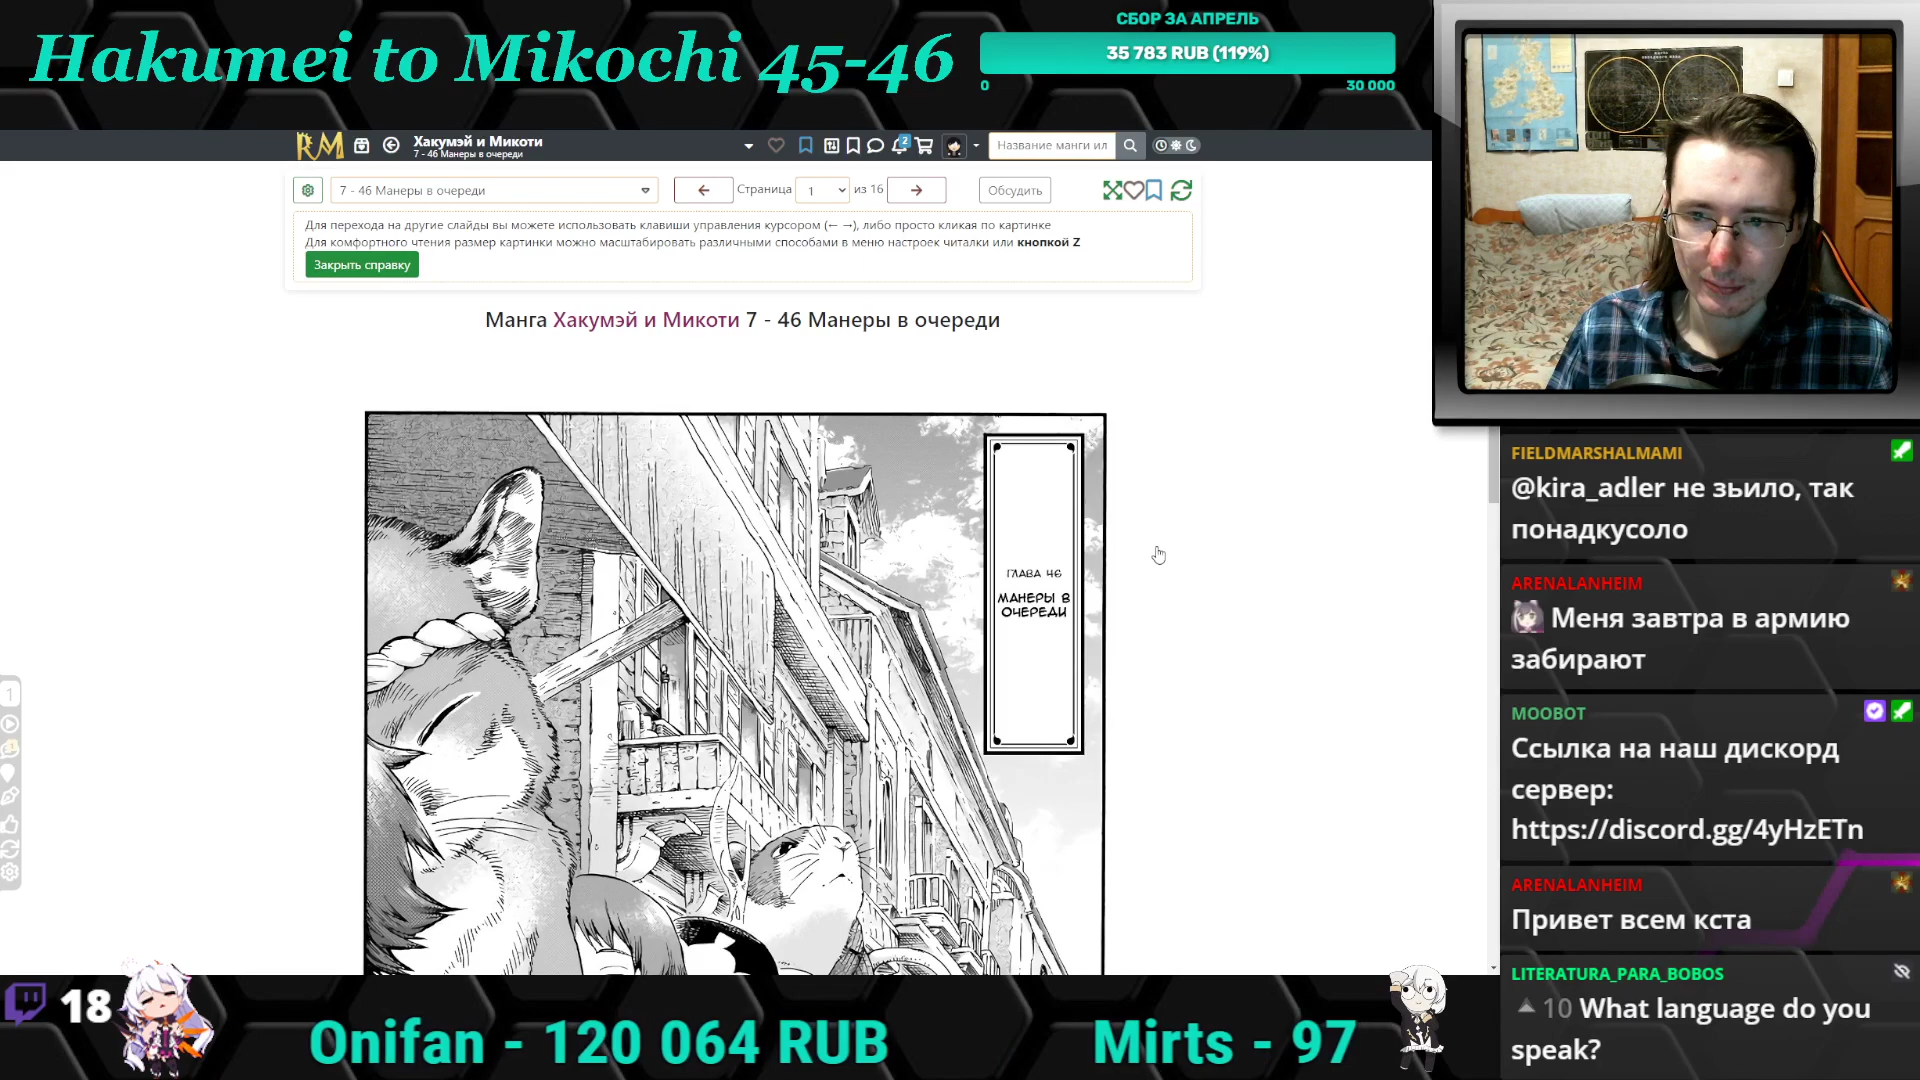 Hakumei to Mikochi 45-46
СБОР ЗА АПРЕЛЬ
35 783 RUB (119%)
0
30 000
RM
Хакумэй и Микоти
7 - 46 Манеры в очереди
2
Название манги ил
7 - 46 Манеры в очереди
Страница
1
из 16
Обсудить
Для перехода на другие слайды вы можете использовать клавиши управления курсором (← →), либо просто кликая по картинке
Для комфортного чтения размер картинки можно масштабировать различными способами в меню настроек читалки или кнопкой Z
Закрыть справку
Манга Хакумэй и Микоти 7 - 46 Манеры в очереди
ГЛАВА 46
МАНЕРЫ В
ОЧЕРЕДИ
1
FIELDMARSHALMAMI
@kira_adler не зьило, так
понадкусоло
ARENALANHEIM
Меня завтра в армию
забирают
MOOBOT
Ссылка на наш дискорд
сервер:
https://discord.gg/4yHzETn
ARENALANHEIM
Привет всем кста
LITERATURA_PARA_BOBOS
10 What language do you
speak?
18
Onifan - 120 064 RUB
Mirts - 97